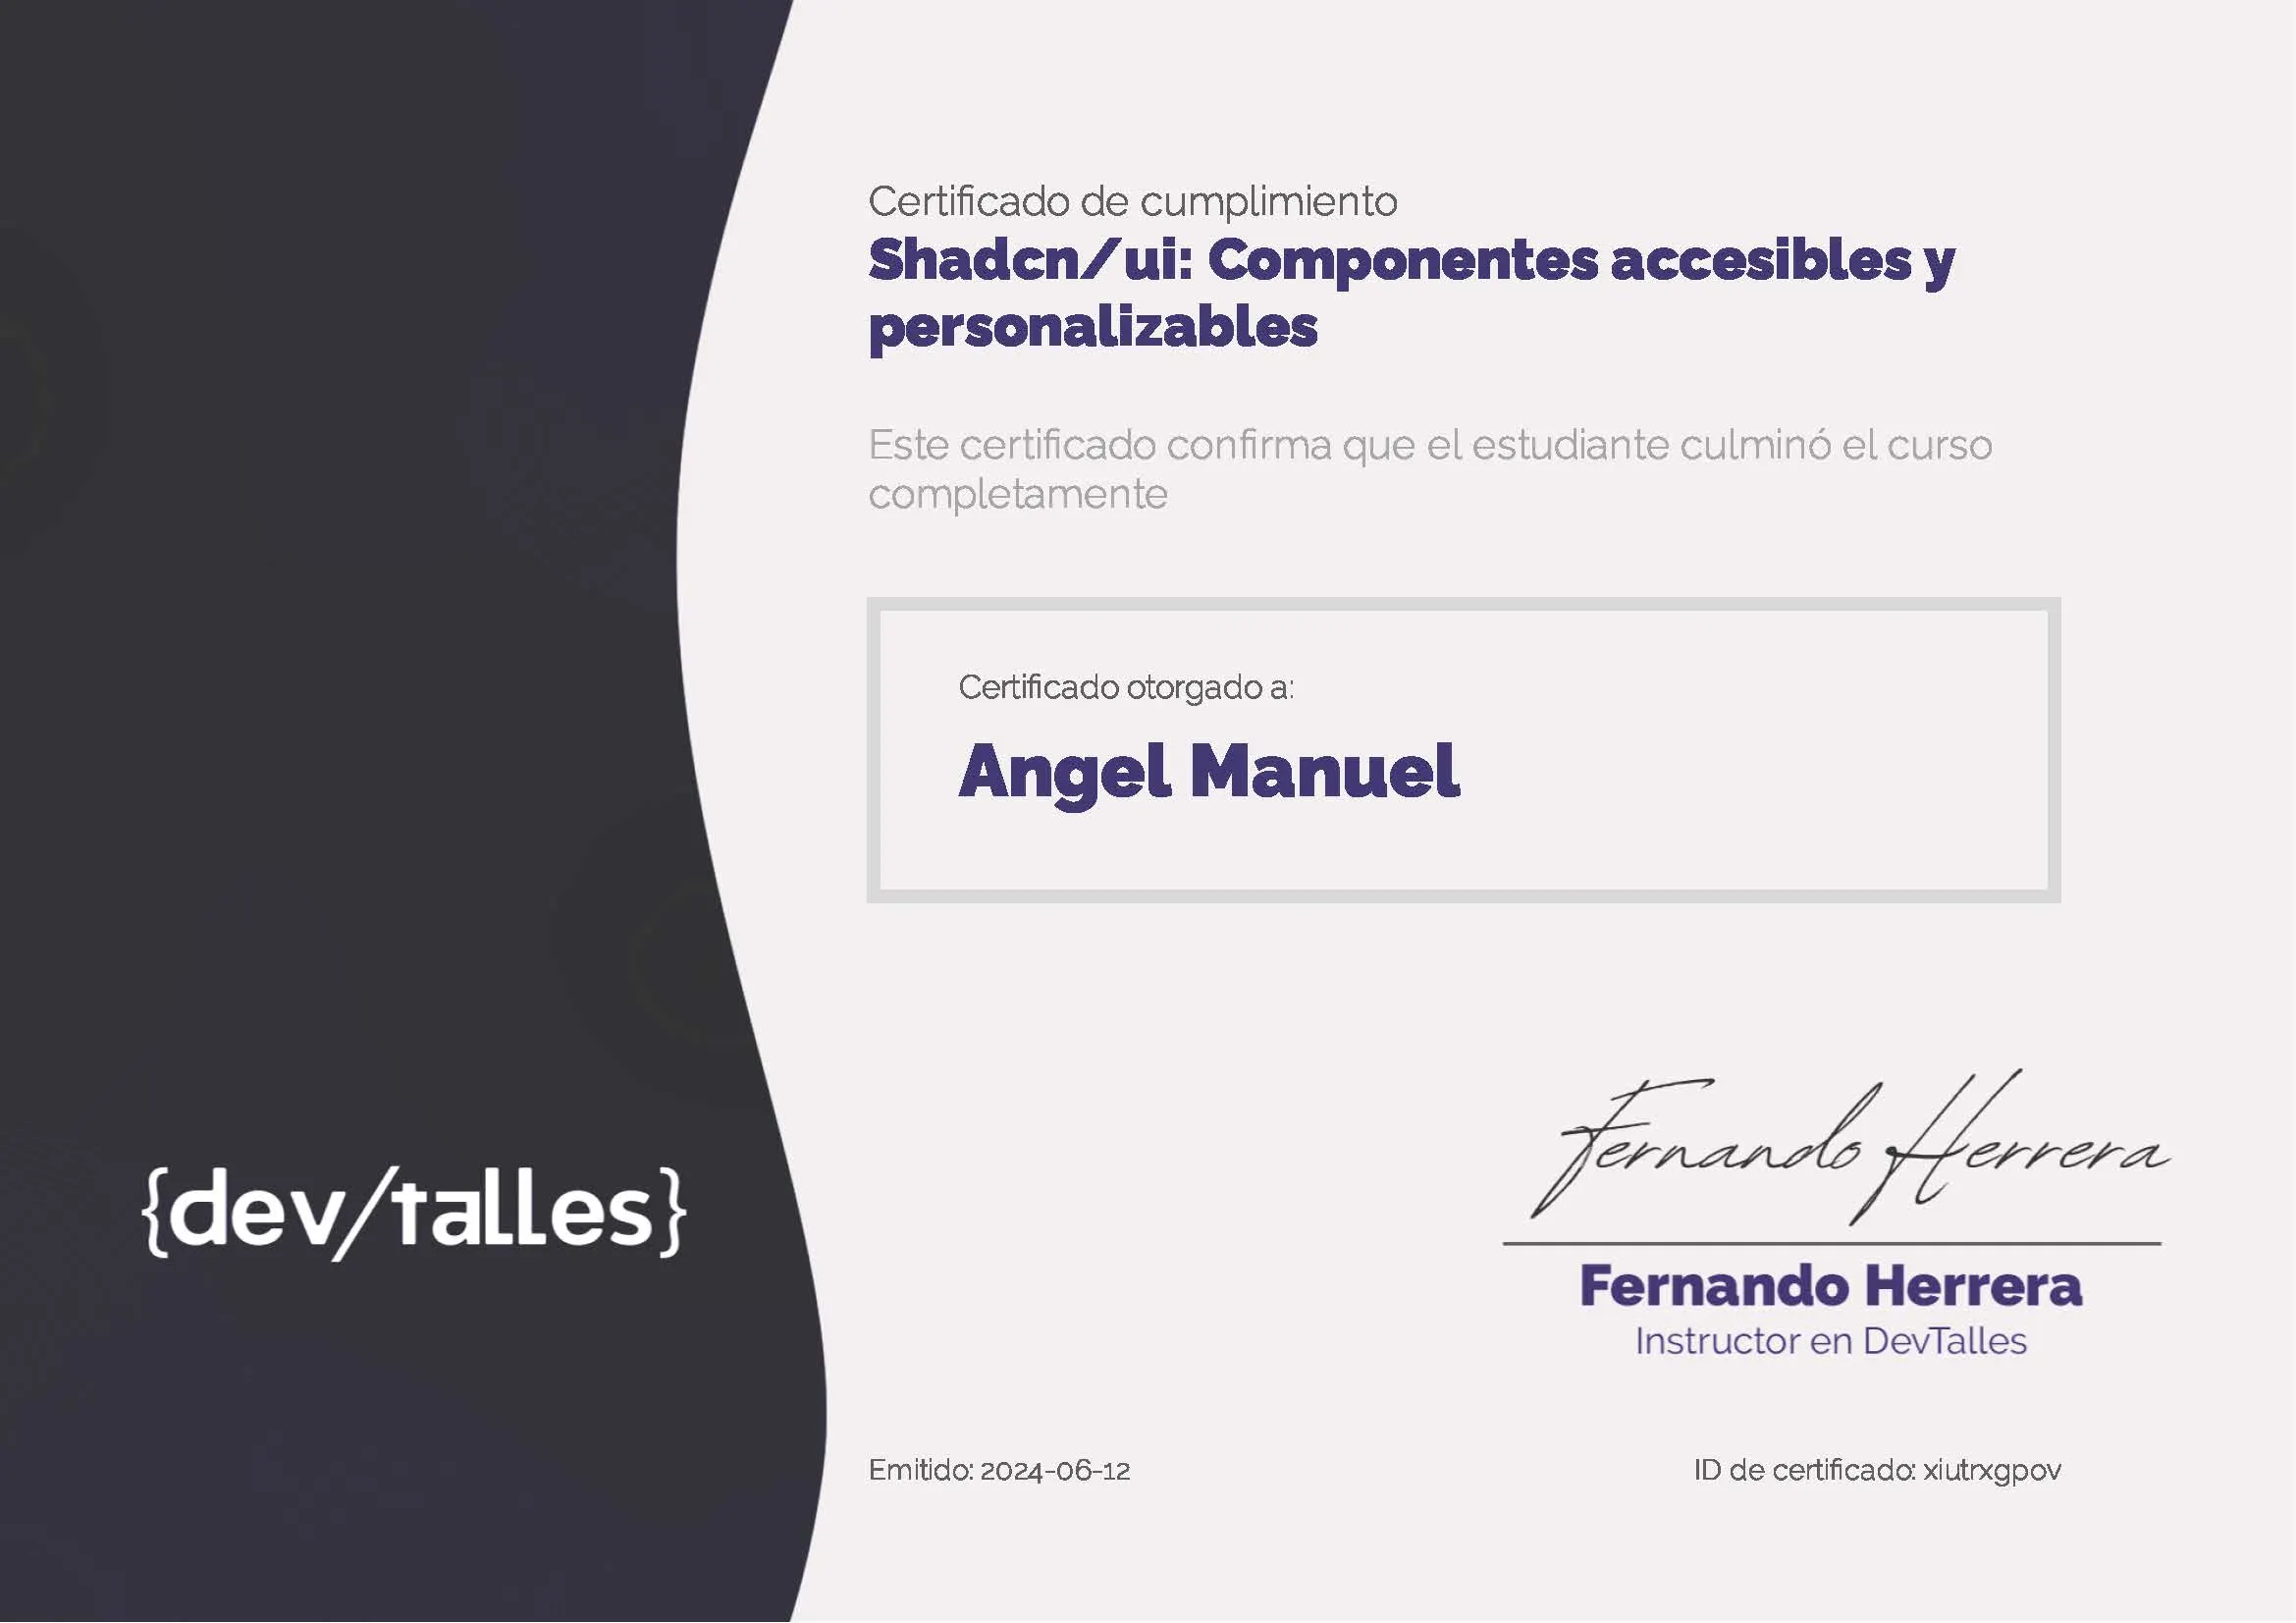 Certificado de cumplimiento
Shadcn/ui: Componentes accesibles y
personalizables
Este certificado confirma que el estudiante culminó el curso
completamente
Certificado otorgado a:
Angel Manuel
{dev/talles}
Fernando Herrera
Fernando Herrera
Instructor en DevTalles
Emitido: 2024-06-12
ID de certificado: xiutrxgpov